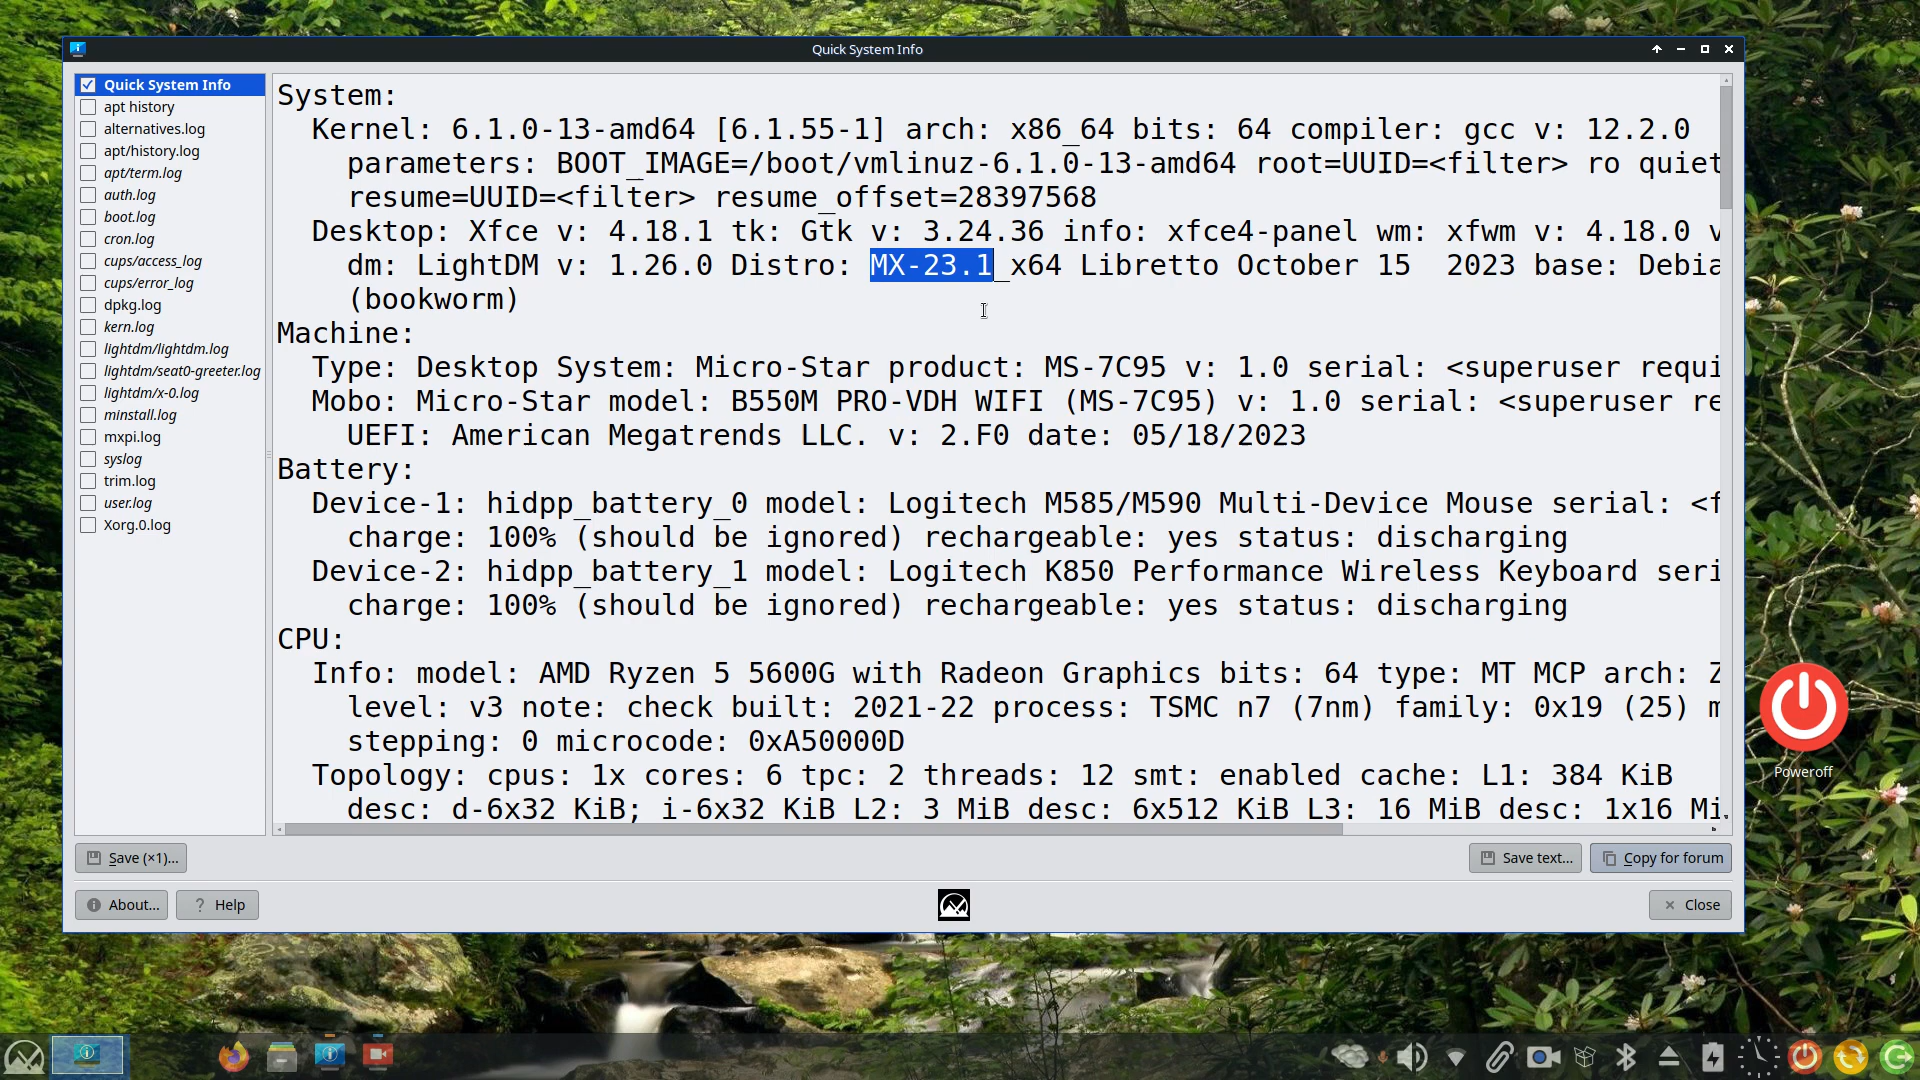 Quick System Info
Quick System Info
apt history
alternatives.log
apt/history.log
apt/term.log
auth.log
boot.log
cron.log
cups/access_log
cups/error_log
dpkg.log
kern.log
lightdm/lightdm.log
lightdm/seat0-greeter.log
lightdm/x-0.log
minstall.log
mxpi.log
syslog
trim.log
user.log
Xorg.0.log
System:
Kernel: 6.1.0-13-amd64 [6.1.55-1] arch: x86_64 bits: 64 compiler: gcc v: 12.2.0
parameters: BOOT_IMAGE=/boot/vmlinuz-6.1.0-13-amd64 root=UUID=<filter> ro quiet
resume=UUID=<filter> resume_offset=28397568
Desktop: Xfce v: 4.18.1 tk: Gtk v: 3.24.36 info: xfce4-panel wm: xfwm v: 4.18.0 v
dm: LightDM v: 1.26.0 Distro: MX-23.1_x64 Libretto October 15  2023 base: Debia
(bookworm)
Machine:
Type: Desktop System: Micro-Star product: MS-7C95 v: 1.0 serial: <superuser requi
Mobo: Micro-Star model: B550M PRO-VDH WIFI (MS-7C95) v: 1.0 serial: <superuser re
UEFI: American Megatrends LLC. v: 2.F0 date: 05/18/2023
Battery:
Device-1: hidpp_battery_0 model: Logitech M585/M590 Multi-Device Mouse serial: <f
charge: 100% (should be ignored) rechargeable: yes status: discharging
Device-2: hidpp_battery_1 model: Logitech K850 Performance Wireless Keyboard seri
charge: 100% (should be ignored) rechargeable: yes status: discharging
CPU:
Info: model: AMD Ryzen 5 5600G with Radeon Graphics bits: 64 type: MT MCP arch: Z
level: v3 note: check built: 2021-22 process: TSMC n7 (7nm) family: 0x19 (25) m
stepping: 0 microcode: 0xA50000D
Topology: cpus: 1x cores: 6 tpc: 2 threads: 12 smt: enabled cache: L1: 384 KiB
desc: d-6x32 KiB; i-6x32 KiB L2: 3 MiB desc: 6x512 KiB L3: 16 MiB desc: 1x16 Mi
Save (×1)...
Save text...
Copy for forum
About...
Help
Close
Poweroff